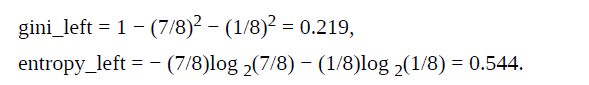 gini_left = 1 − (7/8)² − (1/8)² = 0.219,
entropy_left = − (7/8)log ₂(7/8) − (1/8)log ₂(1/8) = 0.544.